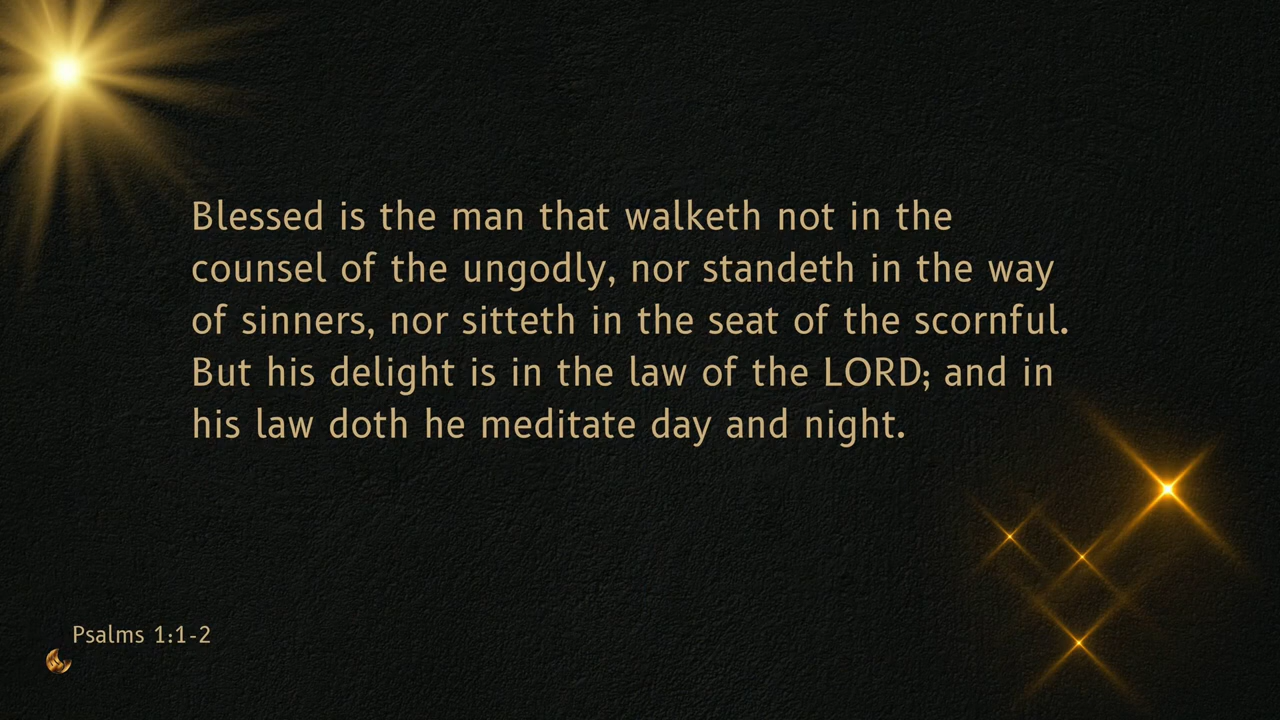 Blessed is the man that walketh not in the
counsel of the ungodly, nor standeth in the way
of sinners, nor sitteth in the seat of the scornful.
But his delight is in the law of the LORD; and in
his law doth he meditate day and night.
Psalms 1:1-2